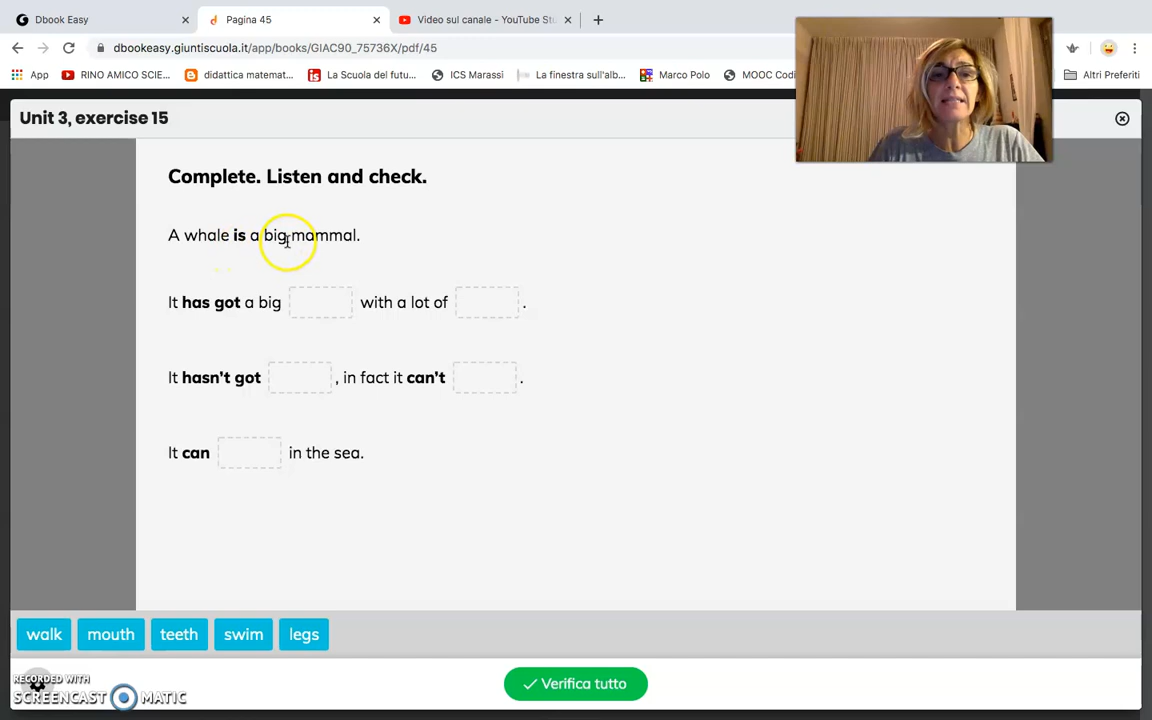 Dbook Easy
Pagina 45
Video sul canale - YouTube Stu
dbookeasy.giuntiscuola.it/app/books/GIAC90_75736X/pdf/45
App
RINO AMICO SCIE...
didattica matemat...
La Scuola del futu...
ICS Marassi
La finestra sull'alb...
Marco Polo
MOOC Codi
Altri Preferiti
Unit 3, exercise 15
Complete. Listen and check.
A whale is a big mammal.
It has got a big with a lot of .
It hasn't got , in fact it can't .
It can in the sea.
walk mouth teeth swim legs
Verifica tutto
RECORDED WITH
SCREENCAST MATIC